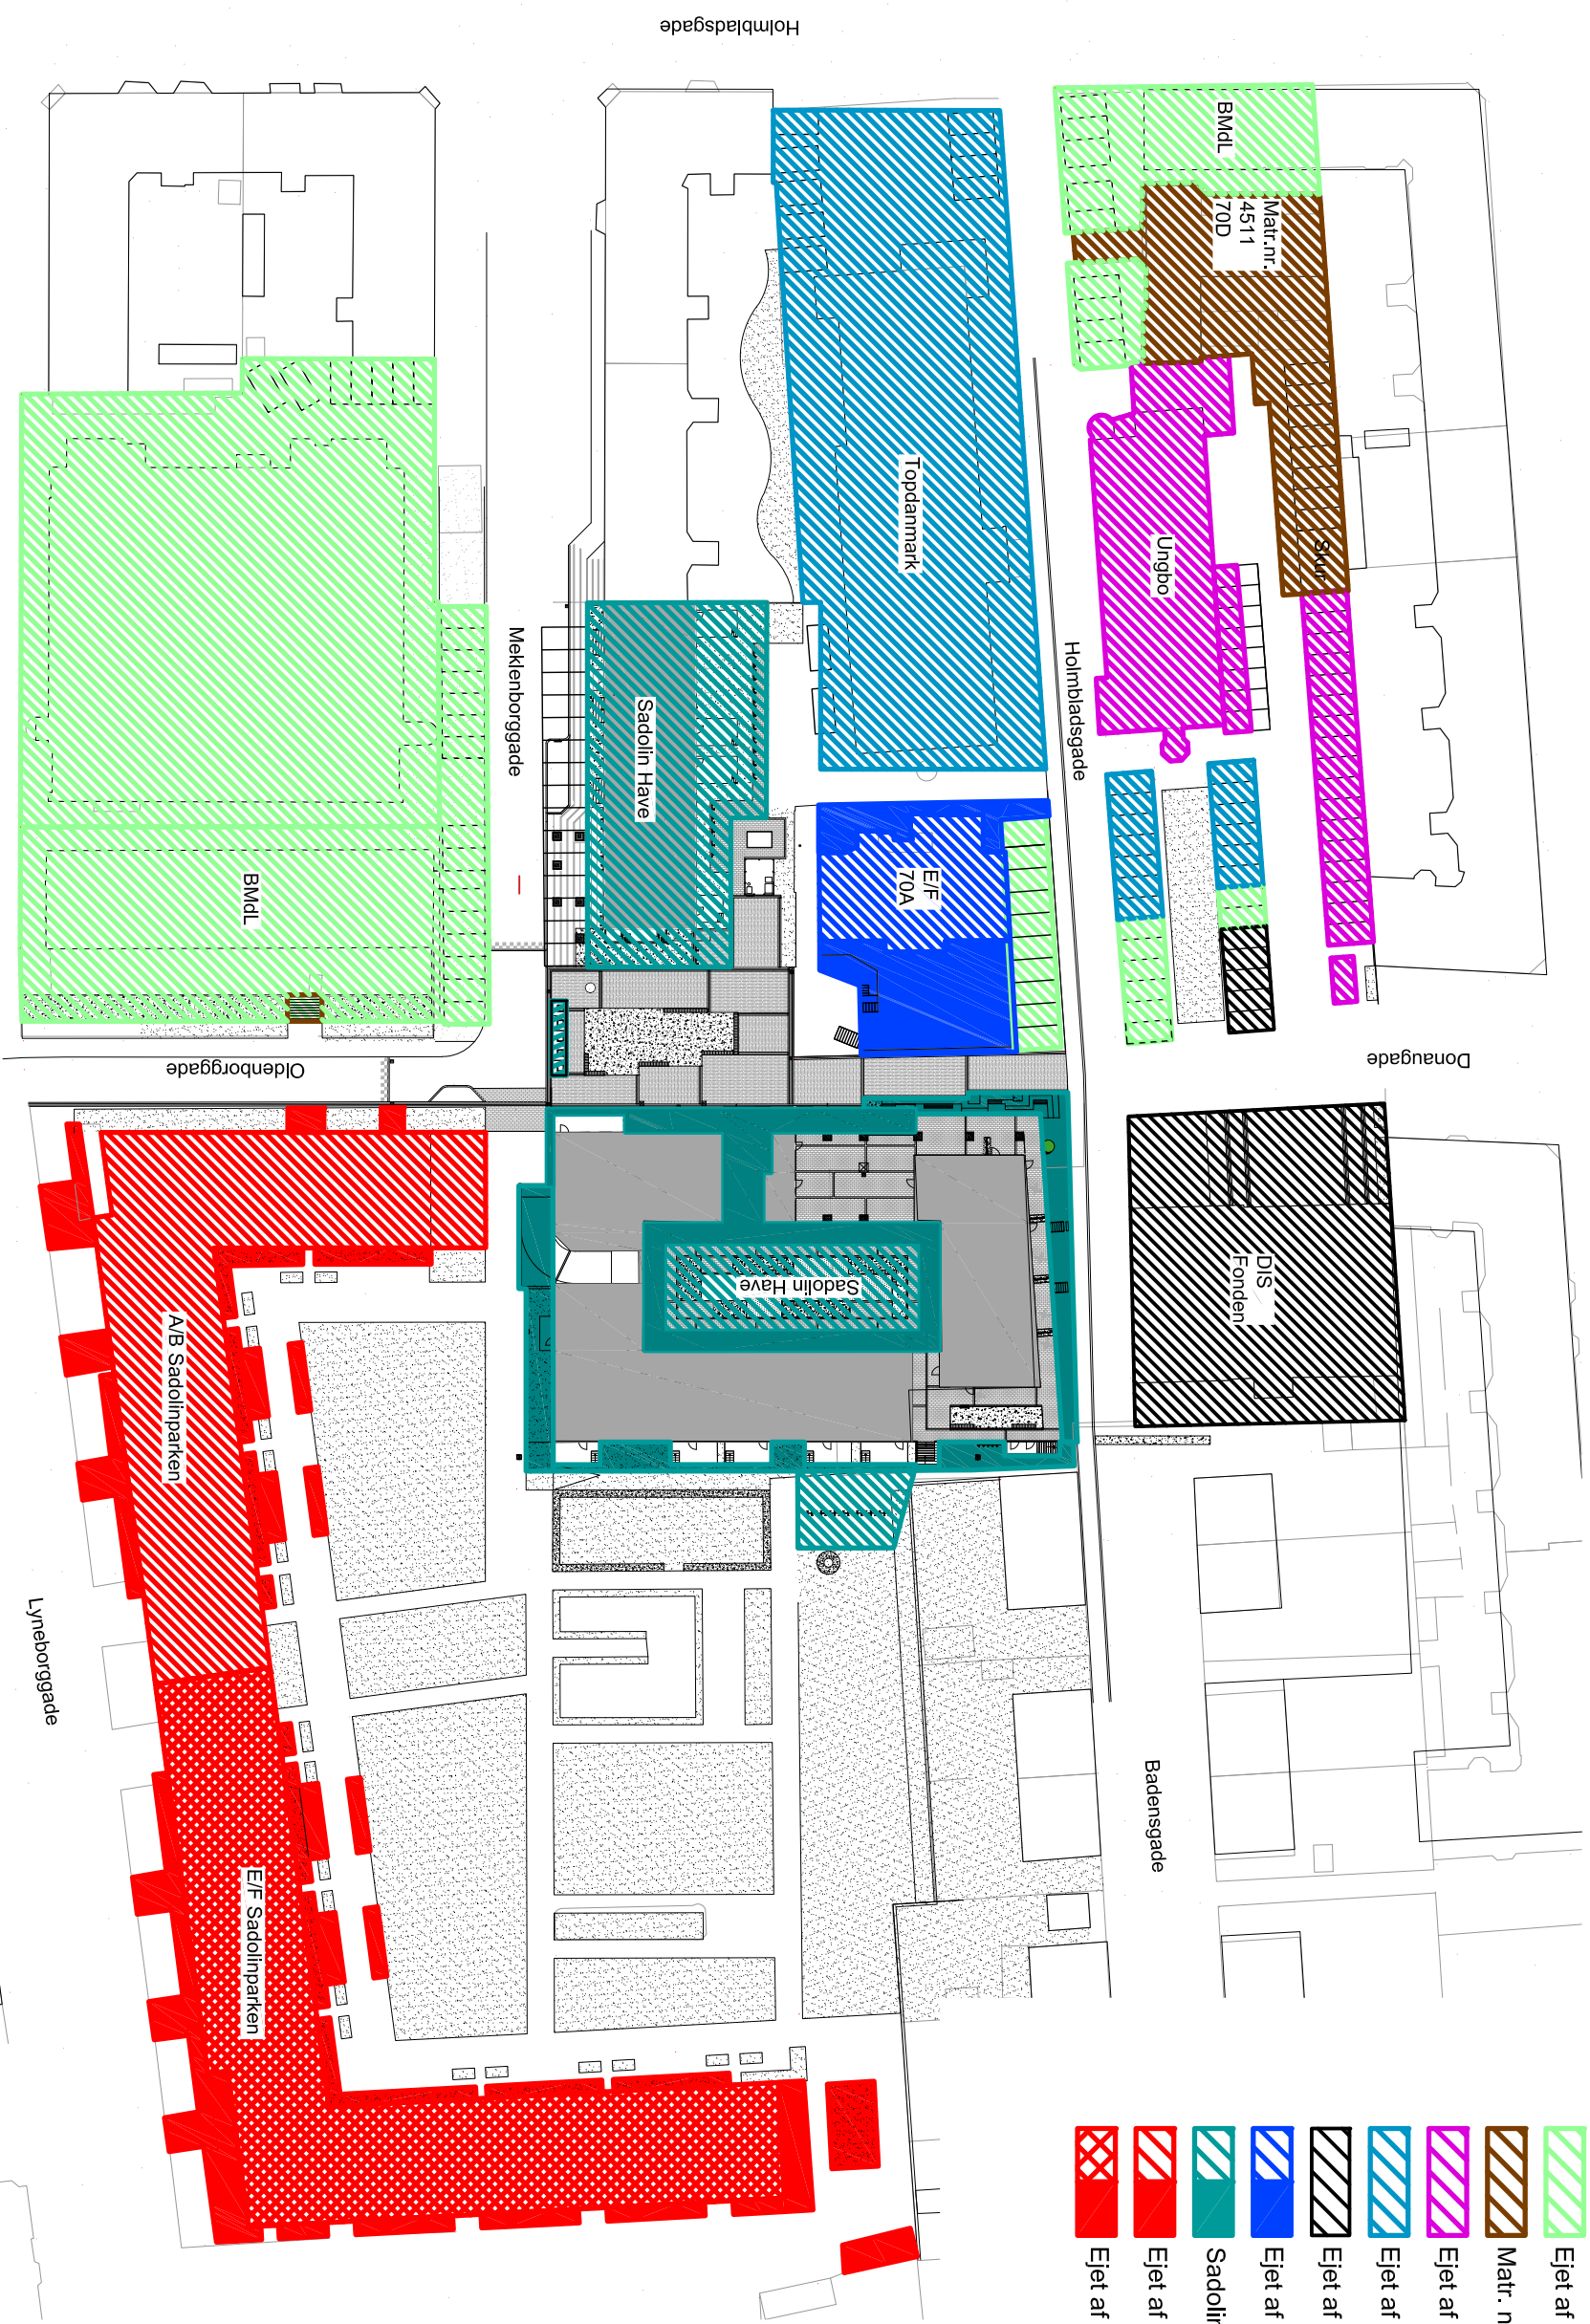 Holmbladsgade
BMdL
Matr.nr.
4511
70D
Skur
Topdanmark
Ungbo
Holmbladsgade
Meklenborggade
Sadolin Have
E/F
70A
BMdL
Oldenborggade
Donaugade
DIS
Fonden
Sadolin Have
A/B Sadolinparken
Lyneborggade
Badensgade
E/F Sadolinparken
Ejet af
Matr. n
Ejet af
Ejet af
Ejet af
Ejet af
Sadolin
Ejet af
Ejet af